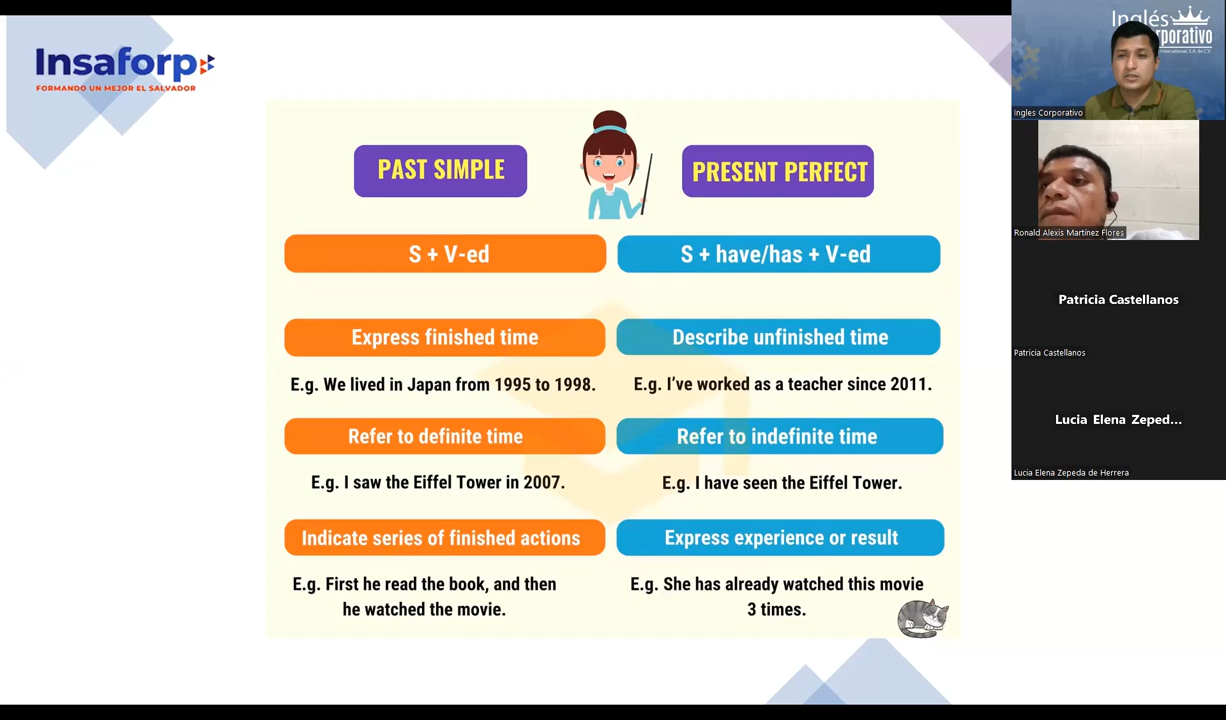 Insaforp
FORMANDO UN MEJOR EL SALVADOR
PAST SIMPLE
PRESENT PERFECT
S + V-ed
S + have/has + V-ed
Express finished time
Describe unfinished time
E.g. We lived in Japan from 1995 to 1998.
E.g. I've worked as a teacher since 2011.
Refer to definite time
Refer to indefinite time
E.g. I saw the Eiffel Tower in 2007.
E.g. I have seen the Eiffel Tower.
Indicate series of finished actions
Express experience or result
E.g. First he read the book, and then
he watched the movie.
E.g. She has already watched this movie
3 times.
Inglés
International, S.A. de C.V.
Ingles Corporativo
Ronald Alexis Martínez Flores
Patricia Castellanos
Patricia Castellanos
Lucia Elena Zeped...
Lucia Elena Zepeda de Herrera